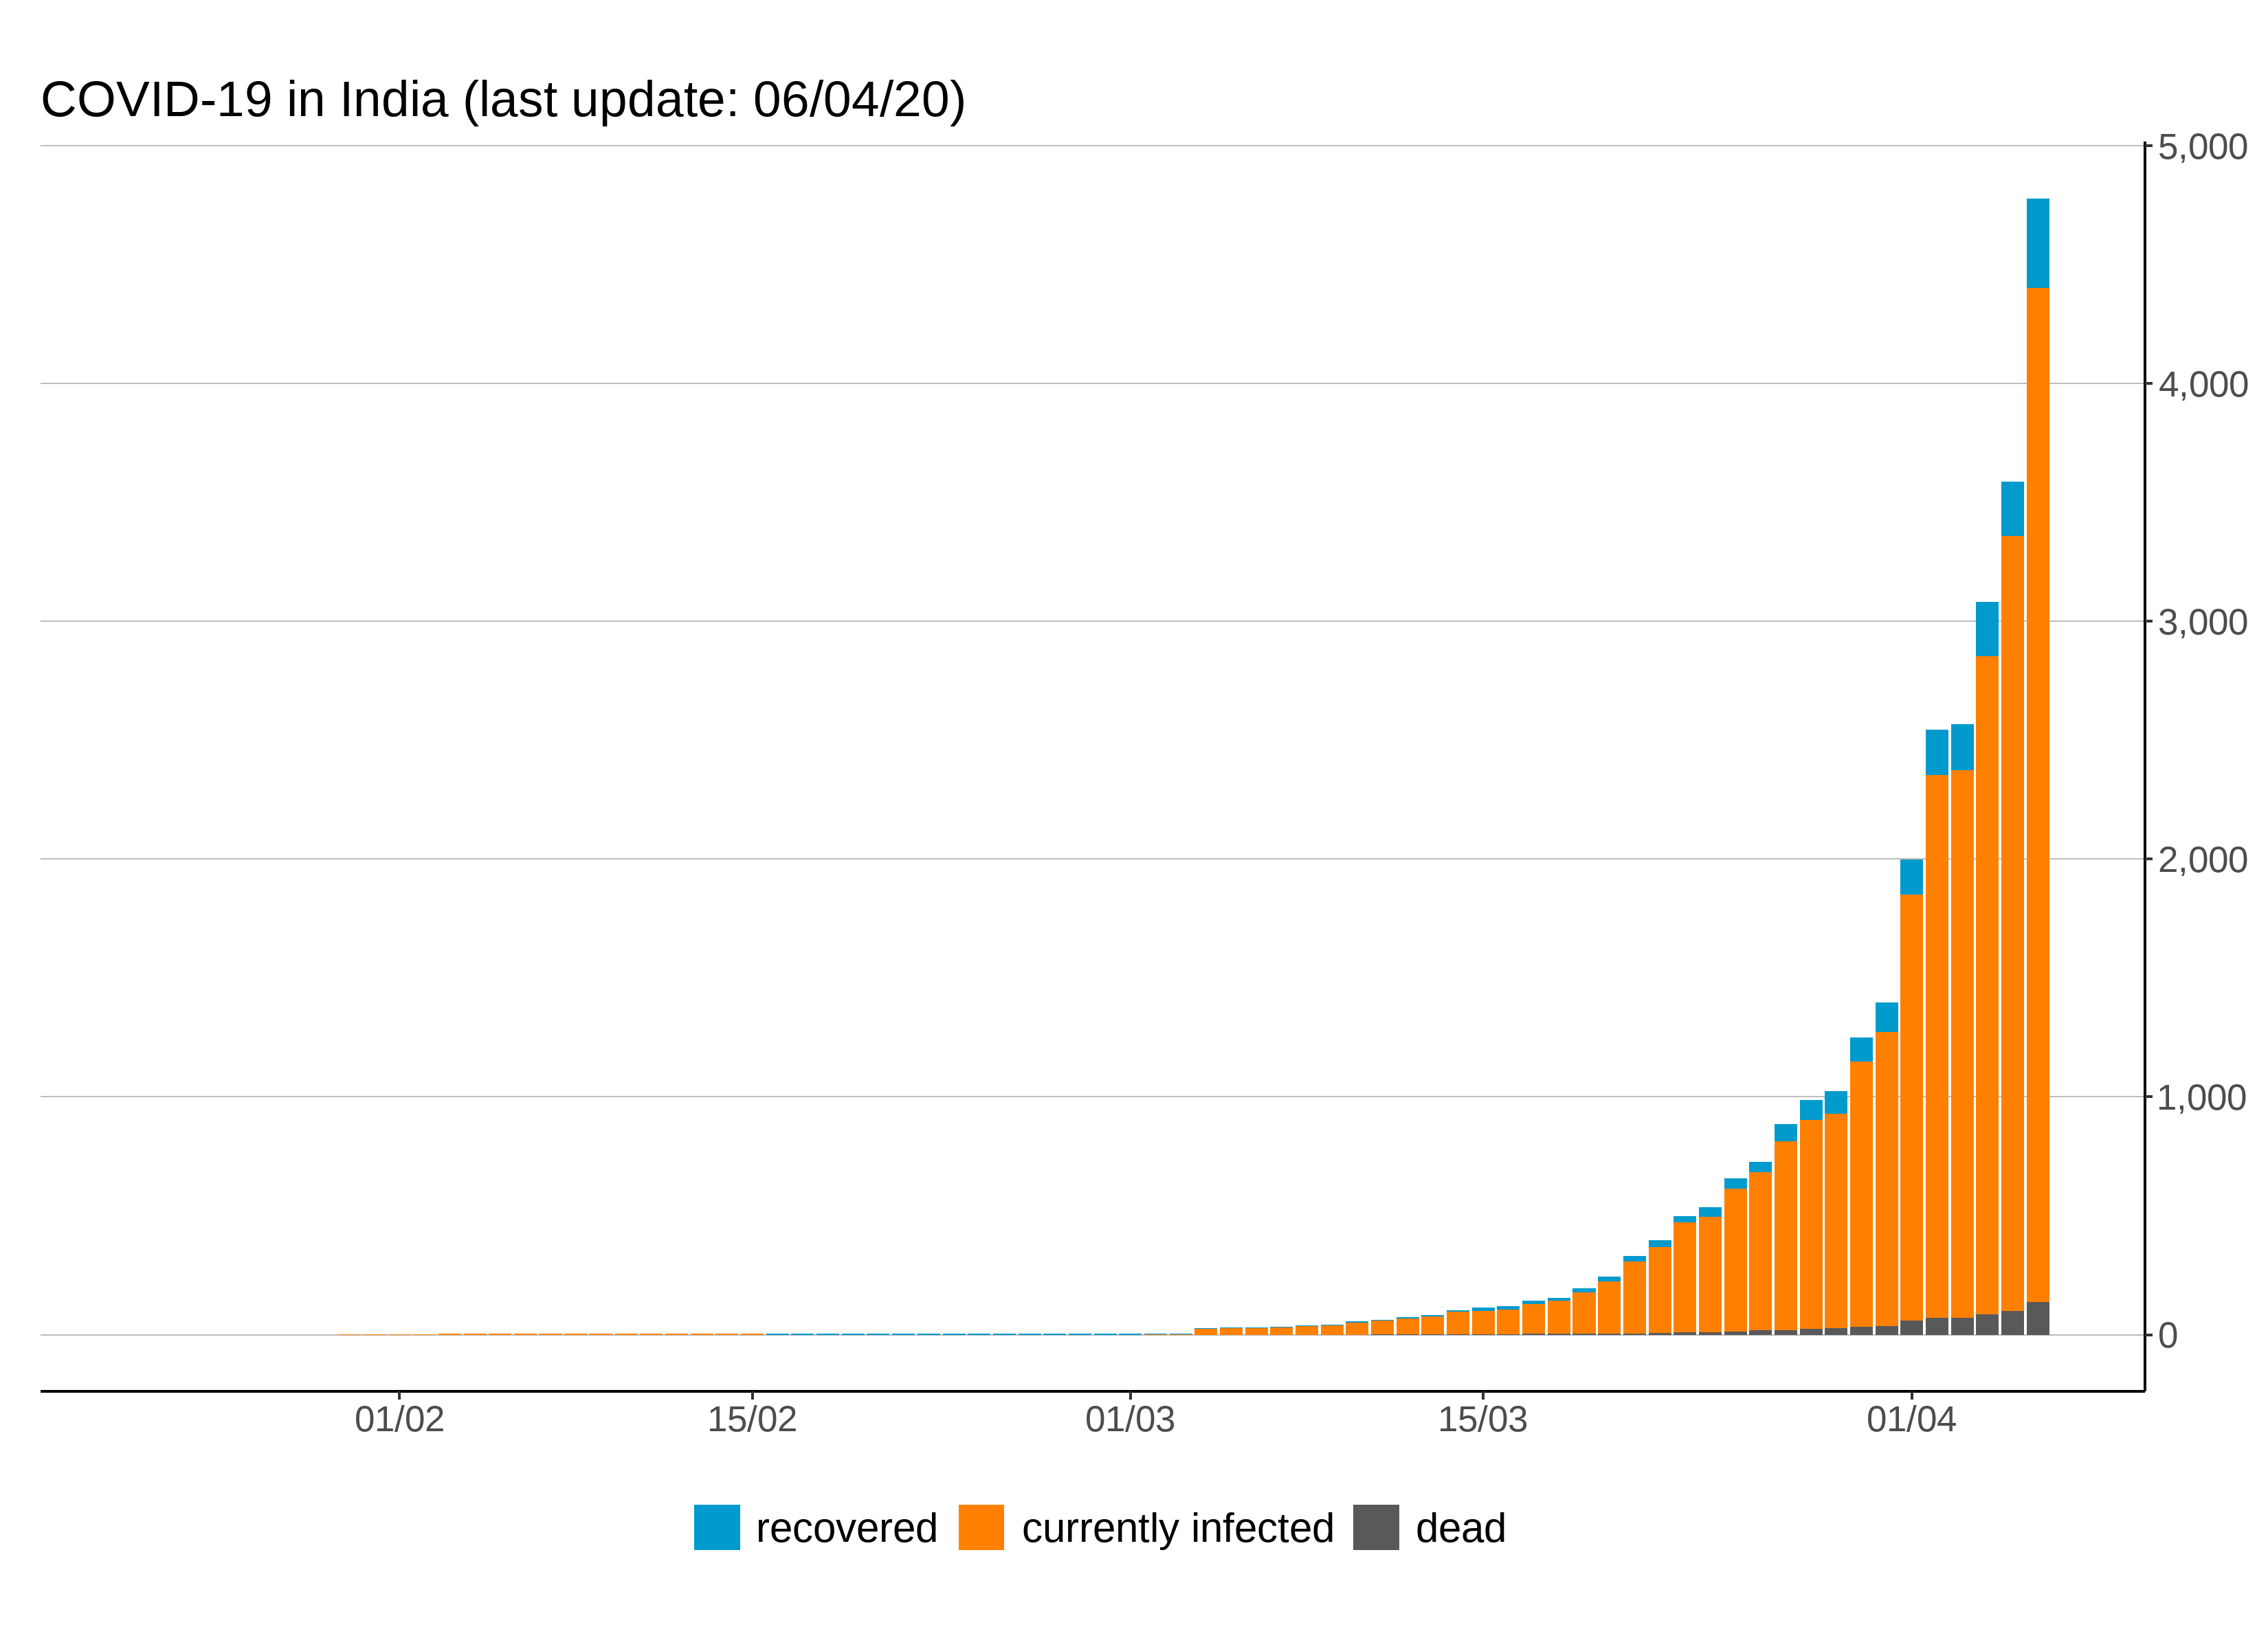 COVID-19 in India (last update: 06/04/20)
5,000
4,000
3,000
2,000
1,000
0
01/02 15/02 01/03 15/03 01/04
recovered currently infected dead